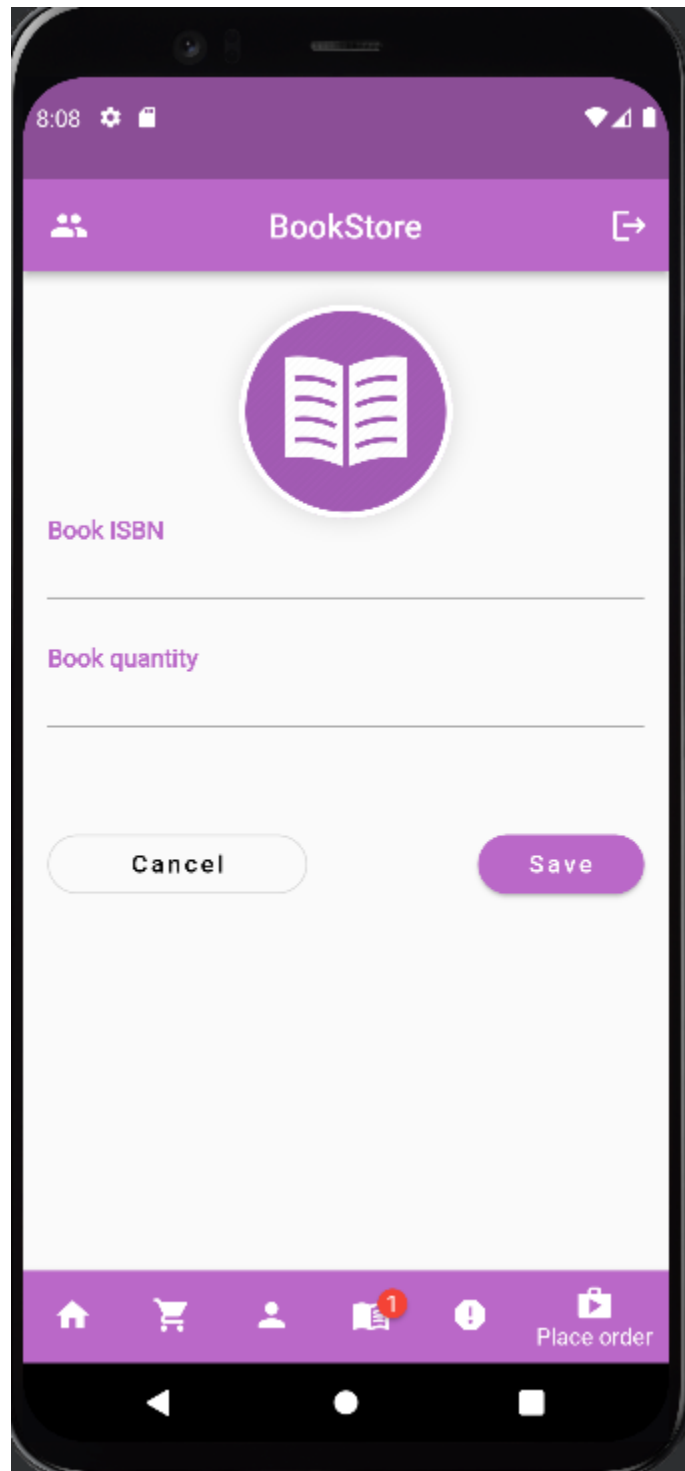 8:08
BookStore
Book ISBN
Book quantity
Cancel
Save
1
Place order